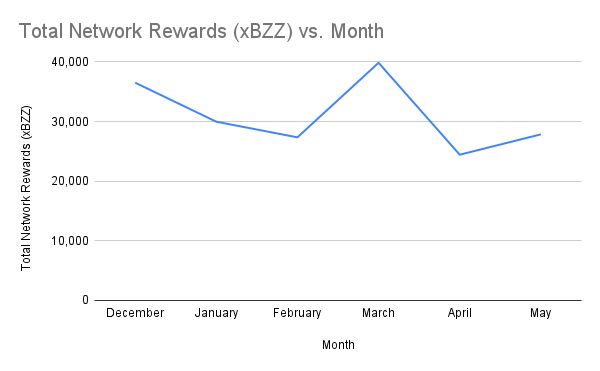 Total Network Rewards (xBZZ) vs. Month
Total Network Rewards (xBZZ)
40,000
30,000
20,000
10,000
0
December January February March April May
Month